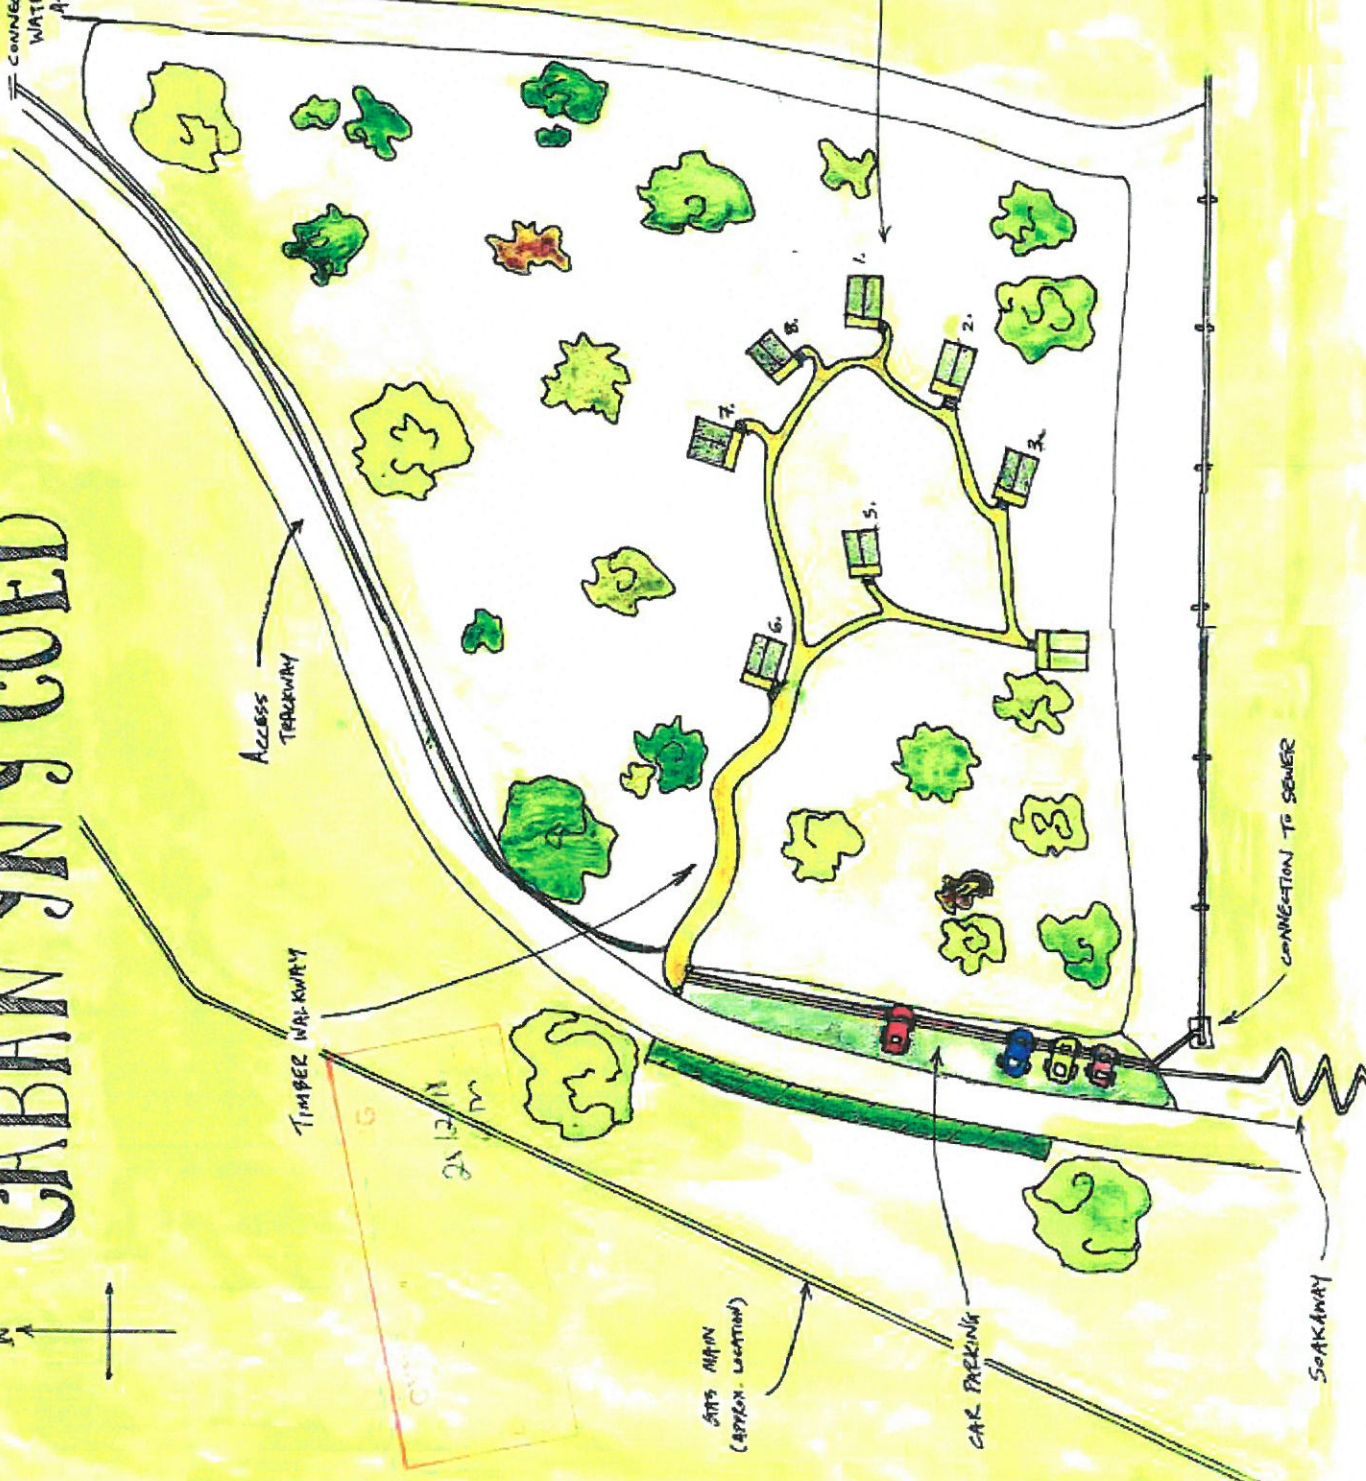 CABAN YN Y COED
N
ACCESS
TRACKWAY
TIMBER WALKWAY
GAS MAIN
(APPROX. LOCATION)
CAR PARKING
SOAKAWAY
CONNECTION TO SEWER
1.
2.
3.
5.
6.
7.
8.